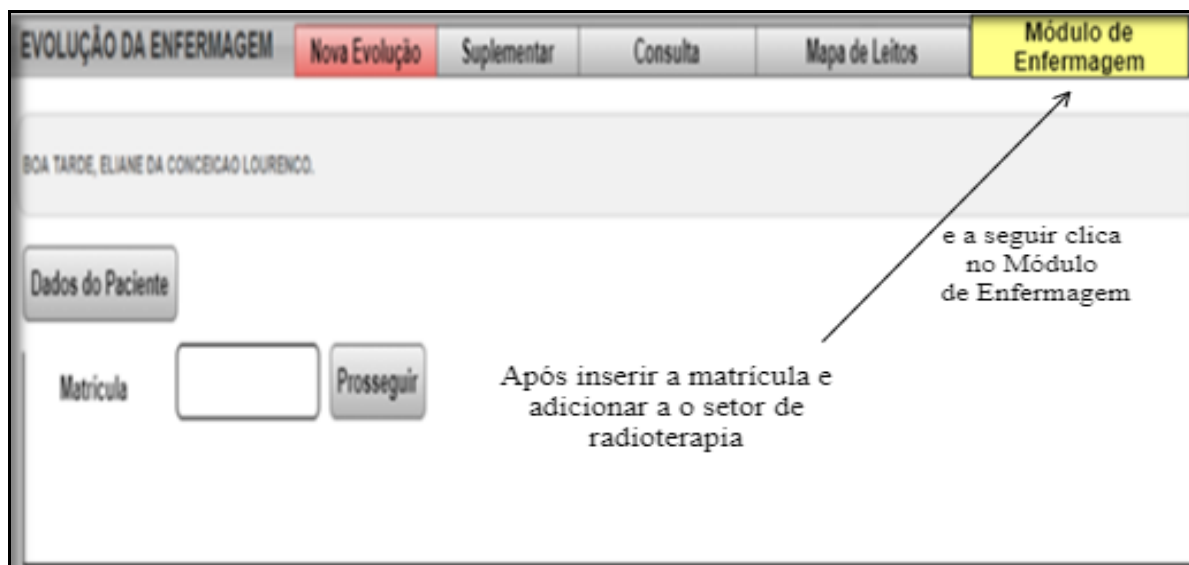 EVOLUÇÃO DA ENFERMAGEM Nova Evolução Suplementar Consulta Mapa de Leitos Módulo de
Enfermagem
BOA TARDE, ELIANE DA CONCEICAO LOURENCO.
e a seguir clica
no Módulo
de Enfermagem
Dados do Paciente
Matrícula Prosseguir
Após inserir a matrícula e
adicionar a o setor de
radioterapia